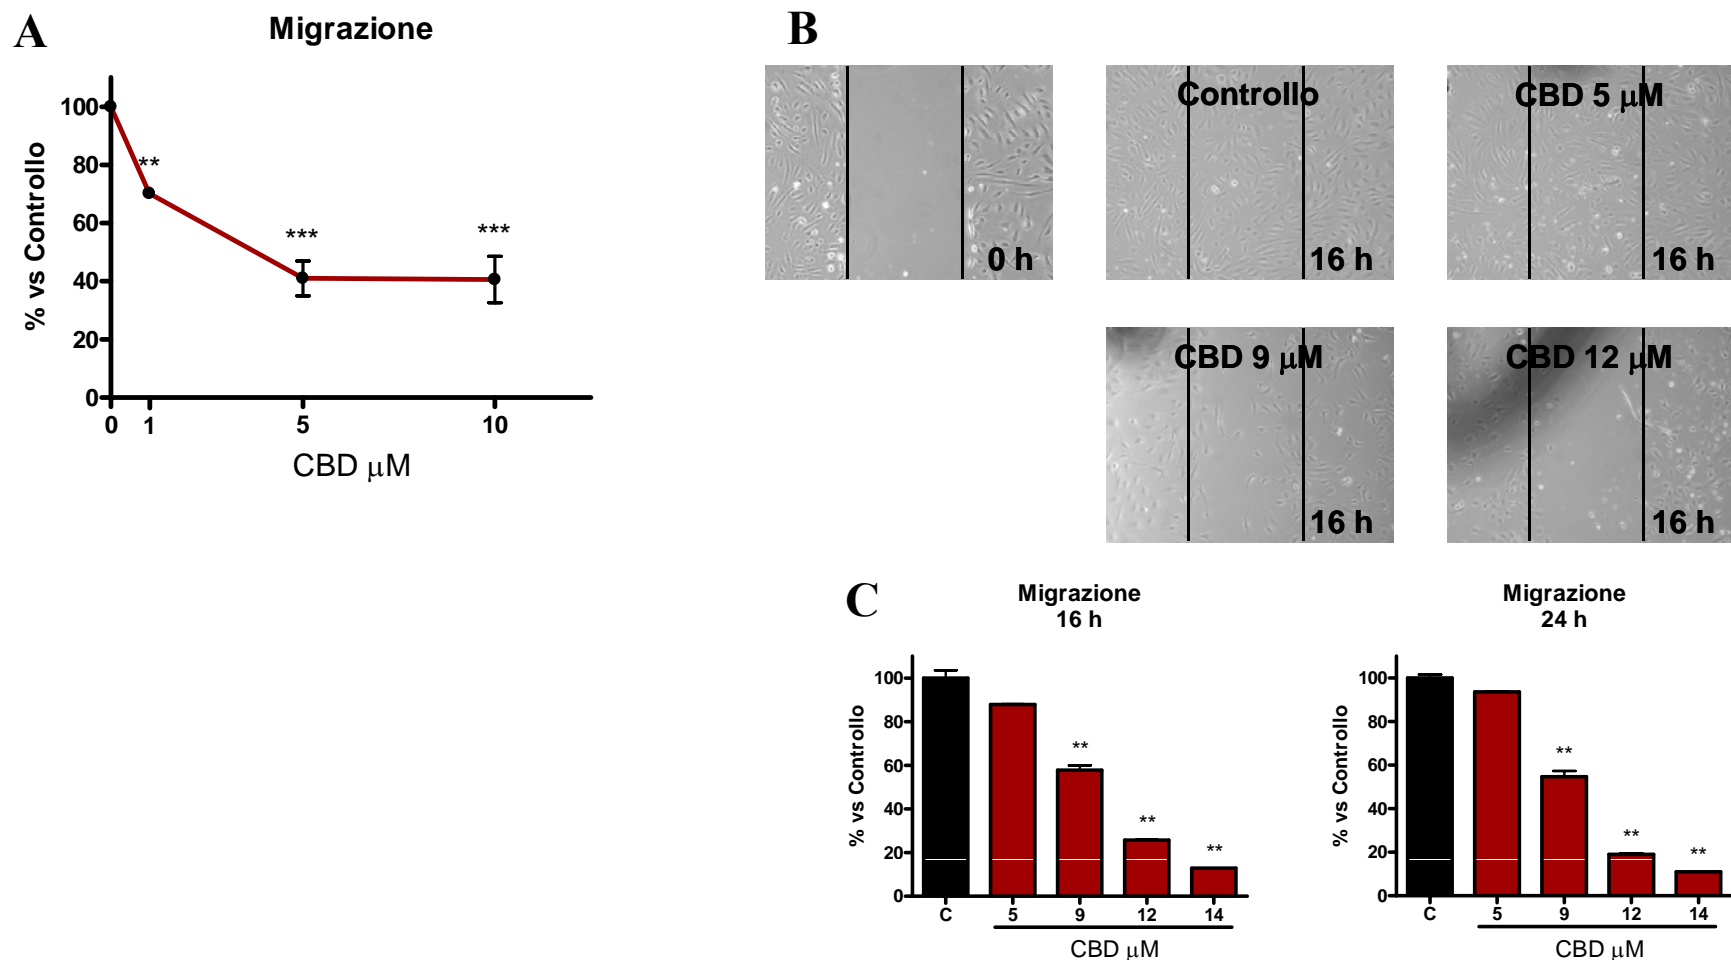 A
Migrazione
% vs Controllo
100
80
60
40
20
0
**
***
***
0 1 5 10
CBD μM
B
0 h
Controllo
16 h
CBD 5 μM
16 h
CBD 9 μM
16 h
CBD 12 μM
16 h
C
Migrazione
16 h
% vs Controllo
100
80
60
40
20
0
**
**
**
C 5 9 12 14
CBD μM
Migrazione
24 h
% vs Controllo
100
80
60
40
20
0
**
**
**
C 5 9 12 14
CBD μM